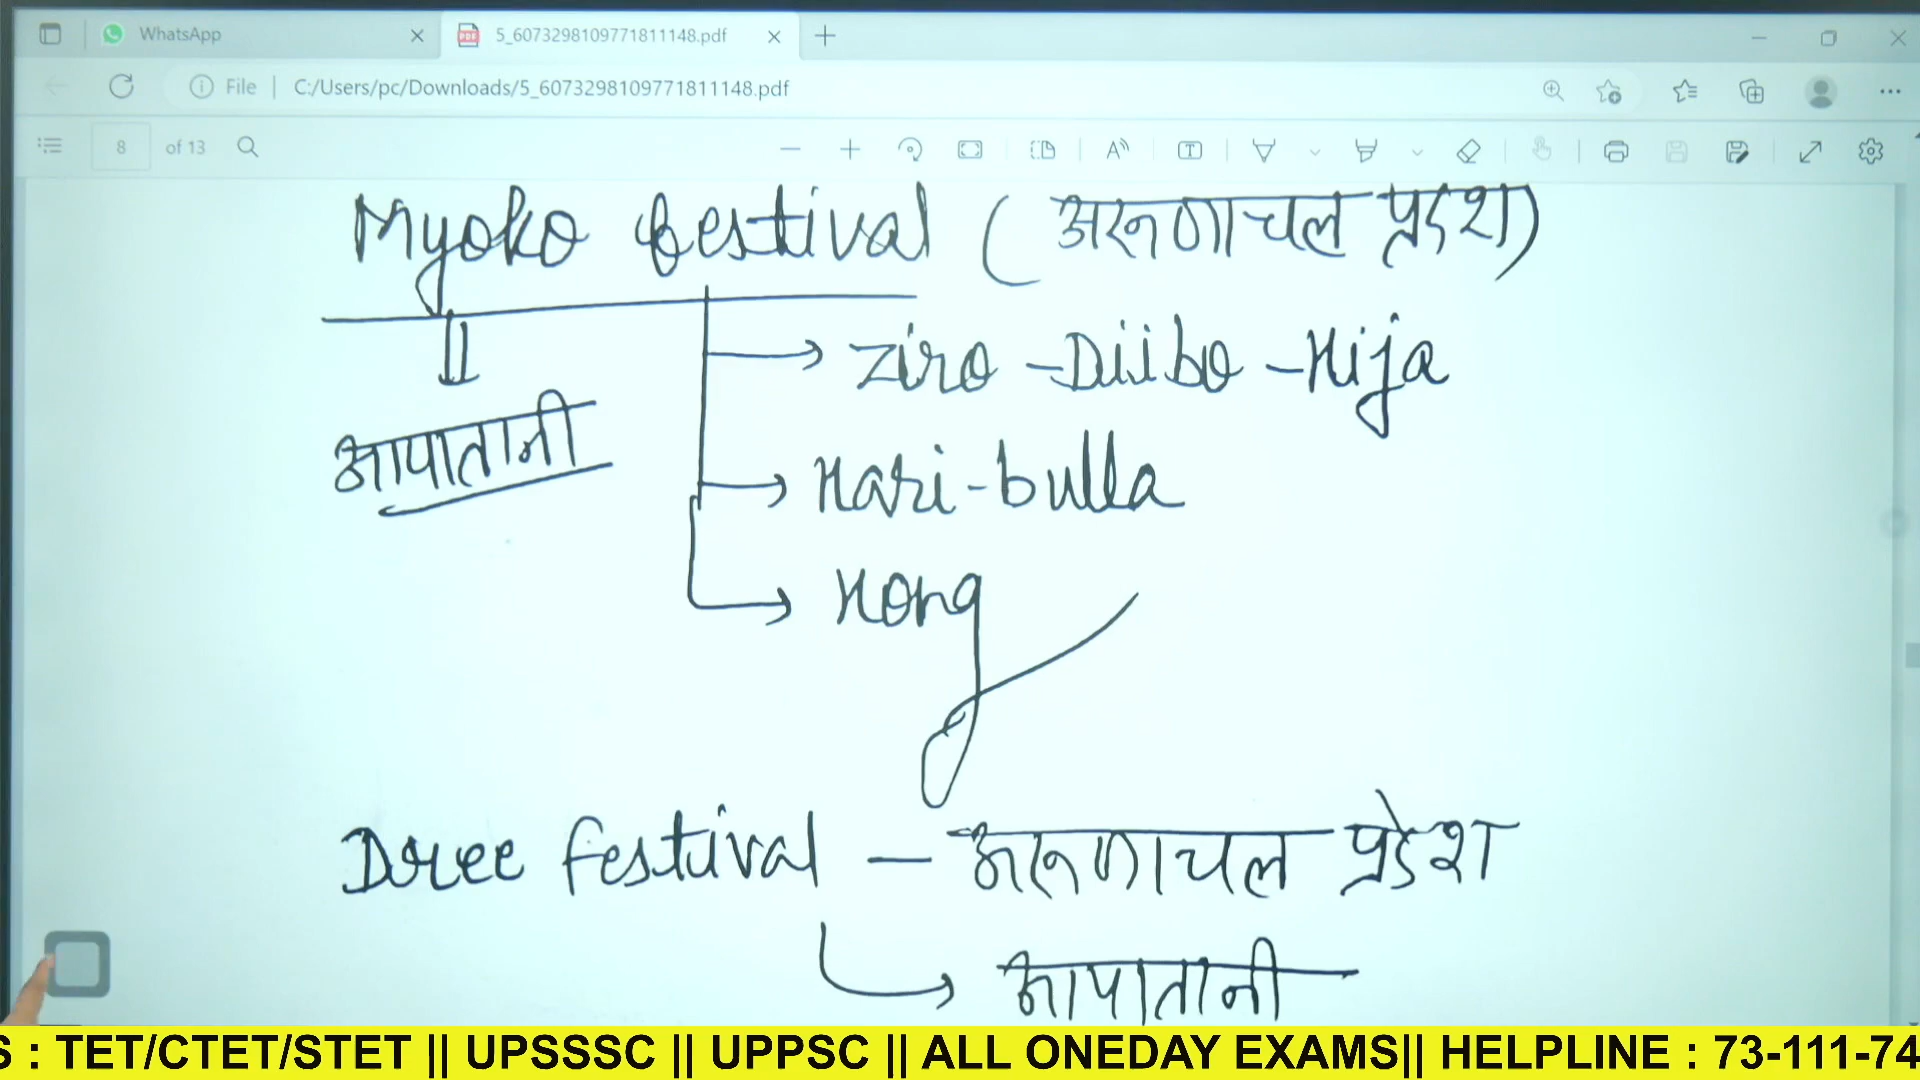 WhatsApp
5_6073298109771811148.pdf
File | C:/Users/pc/Downloads/5_6073298109771811148.pdf
8 of 13
Myoko festival (अरूणाचल प्रदेश)
आपातानी
Ziro - Diibo - Hija
Hari - bulla
Hong
Dree festival - अरूणाचल प्रदेश
आपातानी
S : TET/CTET/STET || UPSSSC || UPPSC || ALL ONEDAY EXAMS|| HELPLINE : 73-111-74